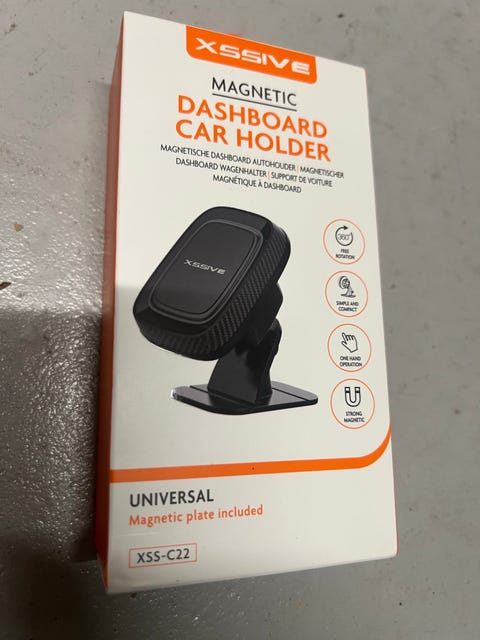 XSSIVE
MAGNETIC
DASHBOARD
CAR HOLDER
MAGNETISCHE DASHBOARD AUTOHOUDER | MAGNETISCHER
DASHBOARD WAGENHALTER | SUPPORT DE VOITURE
MAGNÉTIQUE À DASHBOARD
XSSIVE
360°
FREE
ROTATION
SIMPLE AND
COMPACT
ONE HAND
OPERATION
STRONG
MAGNETIC
UNIVERSAL
Magnetic plate included
XSS-C22